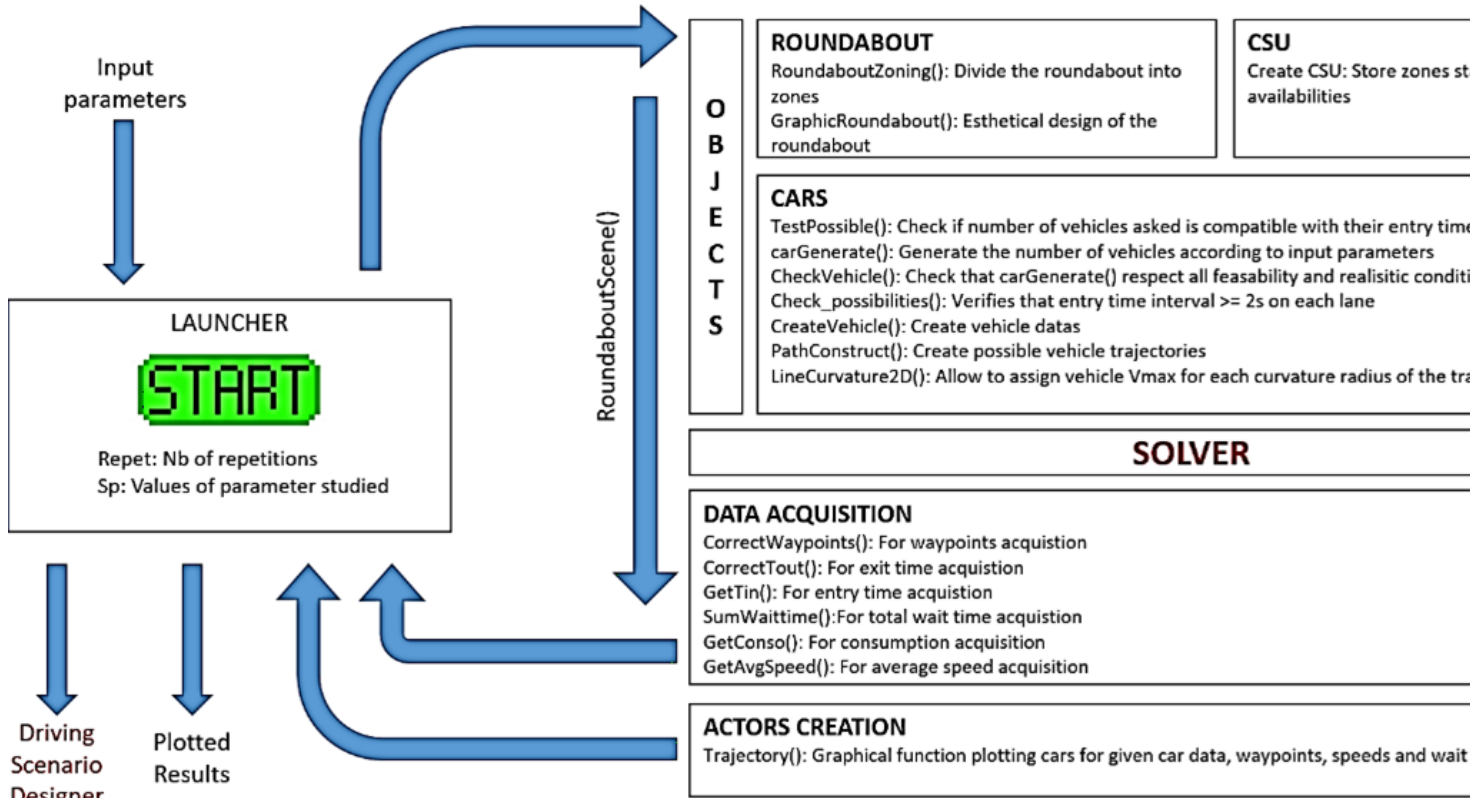 Input
parameters
LAUNCHER
START
Repet: Nb of repetitions
Sp: Values of parameter studied
Driving
Scenario
Designer
Plotted
Results
RoundaboutScene()
OBJECTS
ROUNDABOUT
RoundaboutZoning(): Divide the roundabout into
zones
GraphicRoundabout(): Esthetical design of the
roundabout
CSU
Create CSU: Store zones st
availabilities
CARS
TestPossible(): Check if number of vehicles asked is compatible with their entry time
carGenerate(): Generate the number of vehicles according to input parameters
CheckVehicle(): Check that carGenerate() respect all feasability and realisitic conditi
Check_possibilities(): Verifies that entry time interval >= 2s on each lane
CreateVehicle(): Create vehicle datas
PathConstruct(): Create possible vehicle trajectories
LineCurvature2D(): Allow to assign vehicle Vmax for each curvature radius of the tra
SOLVER
DATA ACQUISITION
CorrectWaypoints(): For waypoints acquistion
CorrectTout(): For exit time acquistion
GetTin(): For entry time acquistion
SumWaittime():For total wait time acquistion
GetConso(): For consumption acquisition
GetAvgSpeed(): For average speed acquisition
ACTORS CREATION
Trajectory(): Graphical function plotting cars for given car data, waypoints, speeds and wait